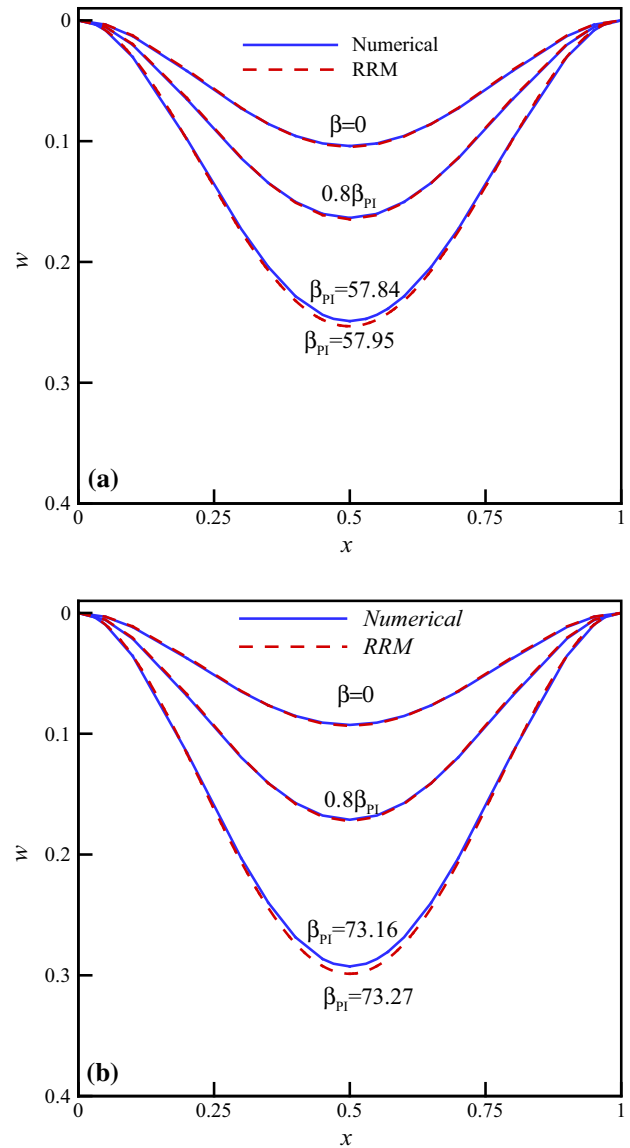 0
Numerical
RRM
β=0
0.1
0.8β_PI
w
0.2
β_PI=57.84
β_PI=57.95
0.3
(a)
0.4
0 0.25 0.5 0.75 1
x
0
Numerical
RRM
β=0
0.1
0.8β_PI
w
0.2
β_PI=73.16
0.3
β_PI=73.27
(b)
0.4
0 0.25 0.5 0.75 1
x